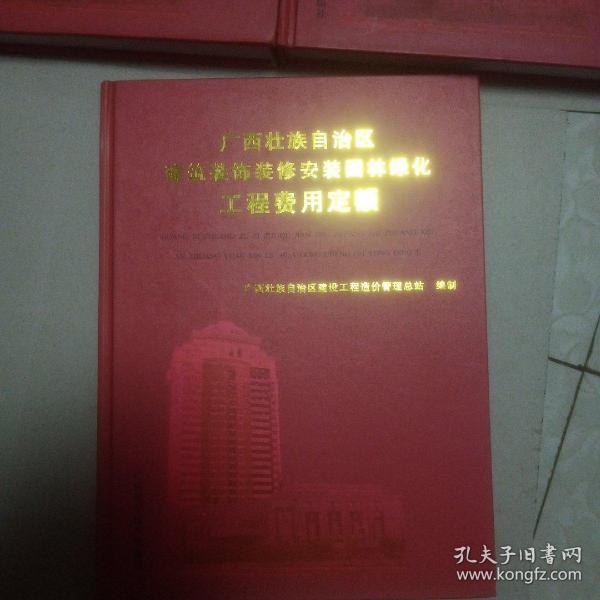 广西壮族自治区
建筑装饰装修安装园林绿化
工程费用定额
广西壮族自治区建设工程造价管理总站 编制
孔夫子旧书网
www.kongfz.com